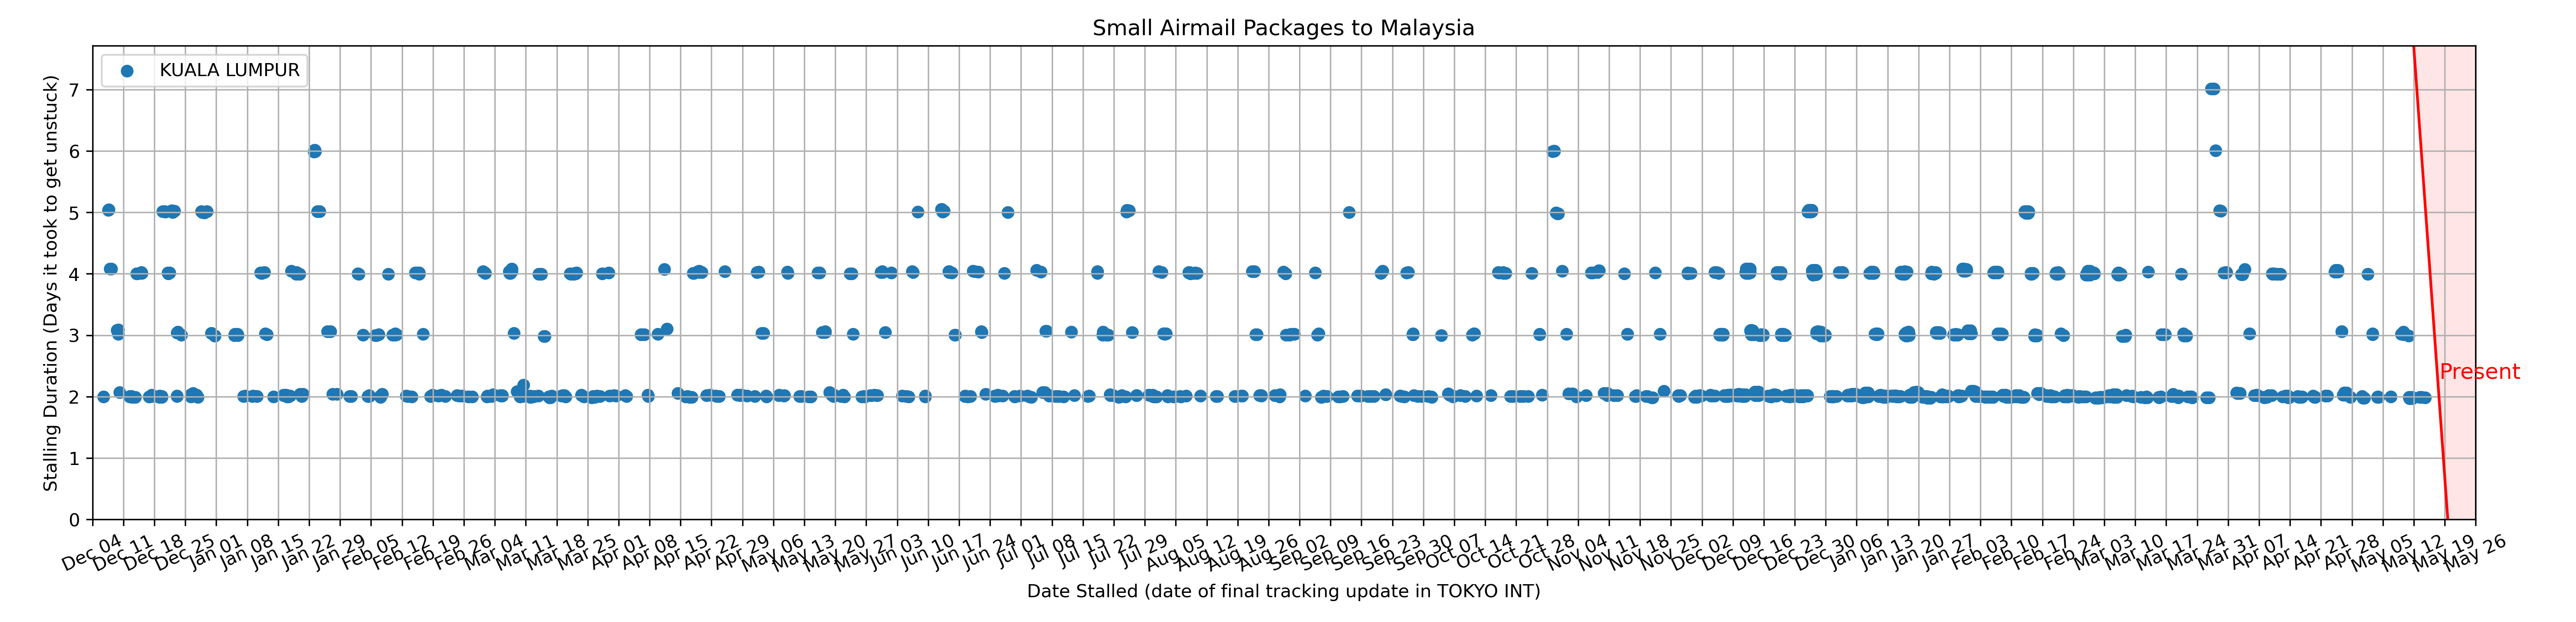 Small Airmail Packages to Malaysia
KUALA LUMPUR
Stalling Duration (Days it took to get unstuck)
7
6
5
4
3
2
1
0
Present
Dec 04
Dec 11
Dec 18
Dec 25
Jan 01
Jan 08
Jan 15
Jan 22
Jan 29
Feb 05
Feb 12
Feb 19
Feb 26
Mar 04
Mar 11
Mar 18
Mar 25
Apr 01
Apr 08
Apr 15
Apr 22
Apr 29
May 06
May 13
May 20
May 27
Jun 03
Jun 10
Jun 17
Jun 24
Jul 01
Jul 08
Jul 15
Jul 22
Jul 29
Aug 05
Aug 12
Aug 19
Aug 26
Sep 02
Sep 09
Sep 16
Sep 23
Sep 30
Oct 07
Oct 14
Oct 21
Oct 28
Nov 04
Nov 11
Nov 18
Nov 25
Dec 02
Dec 09
Dec 16
Dec 23
Dec 30
Jan 06
Jan 13
Jan 20
Jan 27
Feb 03
Feb 10
Feb 17
Feb 24
Mar 03
Mar 10
Mar 17
Mar 24
Mar 31
Apr 07
Apr 14
Apr 21
Apr 28
May 05
May 12
May 19
May 26
Date Stalled (date of final tracking update in TOKYO INT)